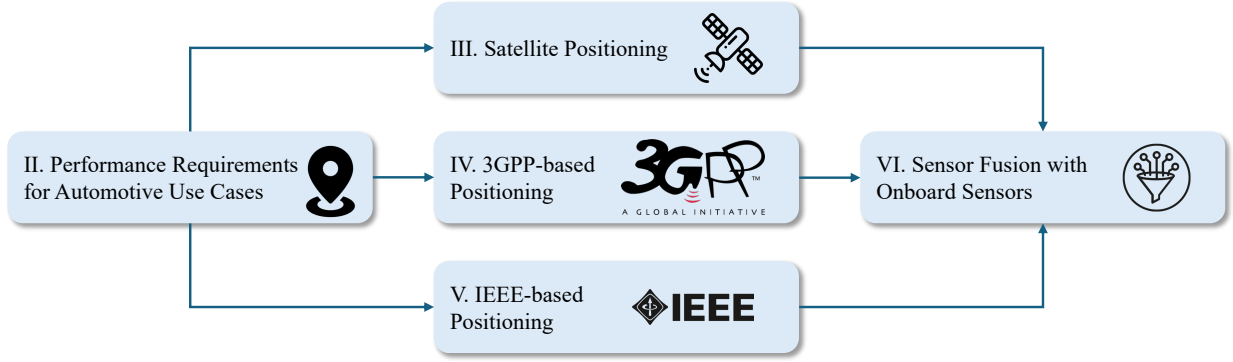 III. Satellite Positioning
II. Performance Requirements
for Automotive Use Cases
IV. 3GPP-based
Positioning
3GPP™
A GLOBAL INITIATIVE
VI. Sensor Fusion with
Onboard Sensors
V. IEEE-based
Positioning
IEEE